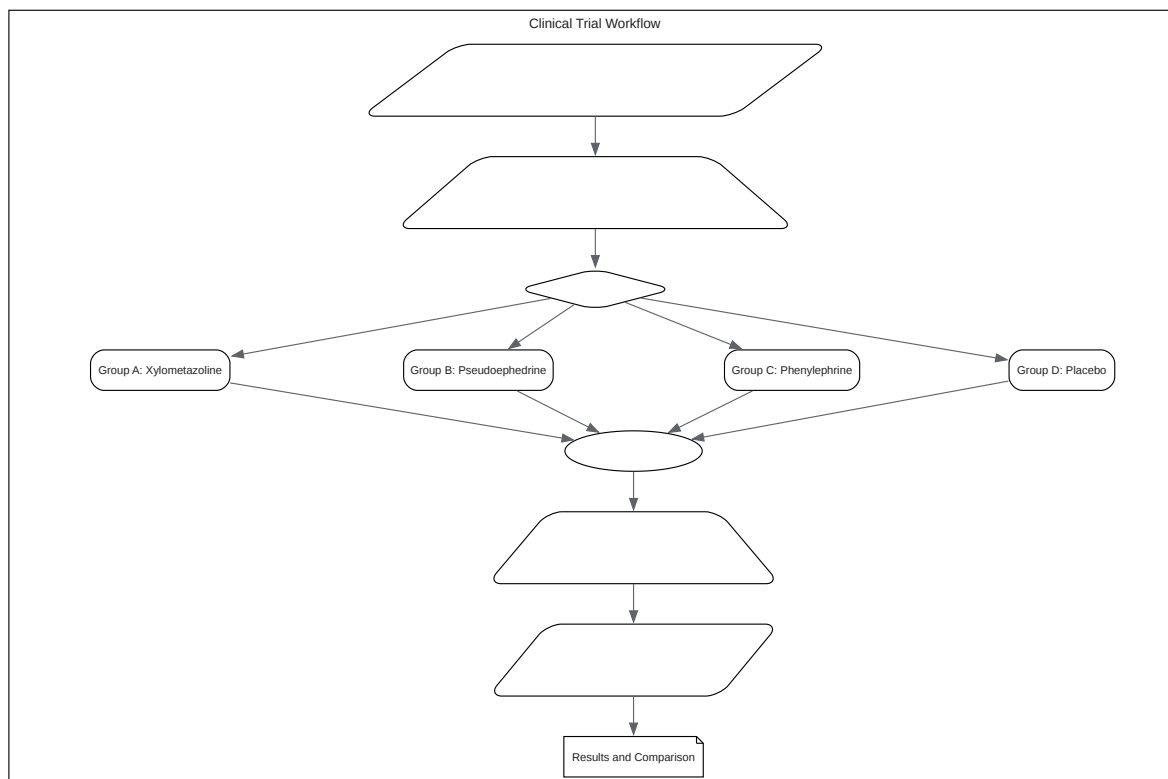 Clinical Trial Workflow
Group A: Xylometazoline
Group B: Pseudoephedrine
Group C: Phenylephrine
Group D: Placebo
Results and Comparison